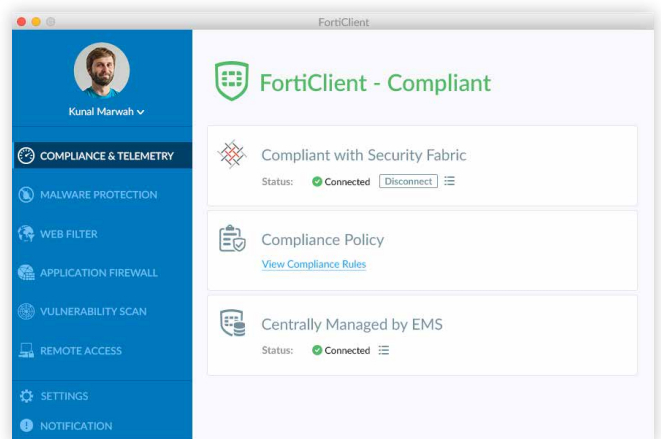 FortiClient
Kunal Marwah
COMPLIANCE & TELEMETRY
MALWARE PROTECTION
WEB FILTER
APPLICATION FIREWALL
VULNERABILITY SCAN
REMOTE ACCESS
SETTINGS
NOTIFICATION
FortiClient - Compliant
Compliant with Security Fabric
Status: Connected Disconnect
Compliance Policy
View Compliance Rules
Centrally Managed by EMS
Status: Connected